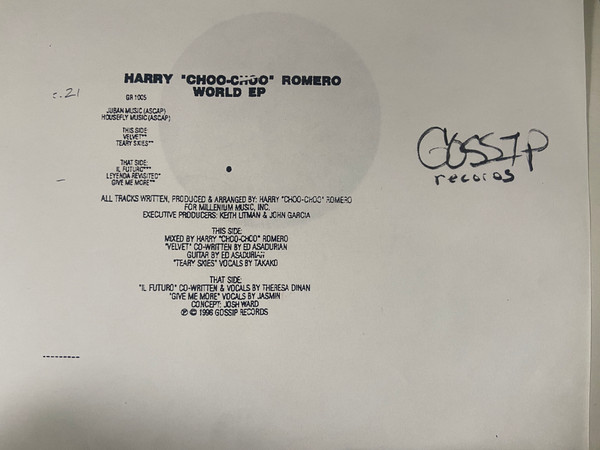 HARRY "CHOO-CHOO" ROMERO
WORLD EP
GR 1005
JUBAN MUSIC (ASCAP)
HOUSEFLY MUSIC (ASCAP)
THIS SIDE:
VELVET**
TEARY SKIES**
THAT SIDE:
IL FUTURO***
LEYENDA REVISITED*
GIVE ME MORE**
ALL TRACKS WRITTEN, PRODUCED & ARRANGED BY: HARRY "CHOO-CHOO" ROMERO
FOR MILLENIUM MUSIC, INC.
EXECUTIVE PRODUCERS: KEITH LITMAN & JOHN GARCIA
THIS SIDE:
MIXED BY HARRY "CHOO-CHOO" ROMERO
"VELVET" CO-WRITTEN BY ED ASADURIAN
GUITAR BY ED ASADURIAN
"TEARY SKIES" VOCALS BY TAKAKO
THAT SIDE:
"IL FUTURO" CO-WRITTEN & VOCALS BY THERESA DINAN
"GIVE ME MORE" VOCALS BY JASMIN
CONCEPT: JOSH WARD
℗ © 1996 GOSSIP RECORDS
GOSSIP
records